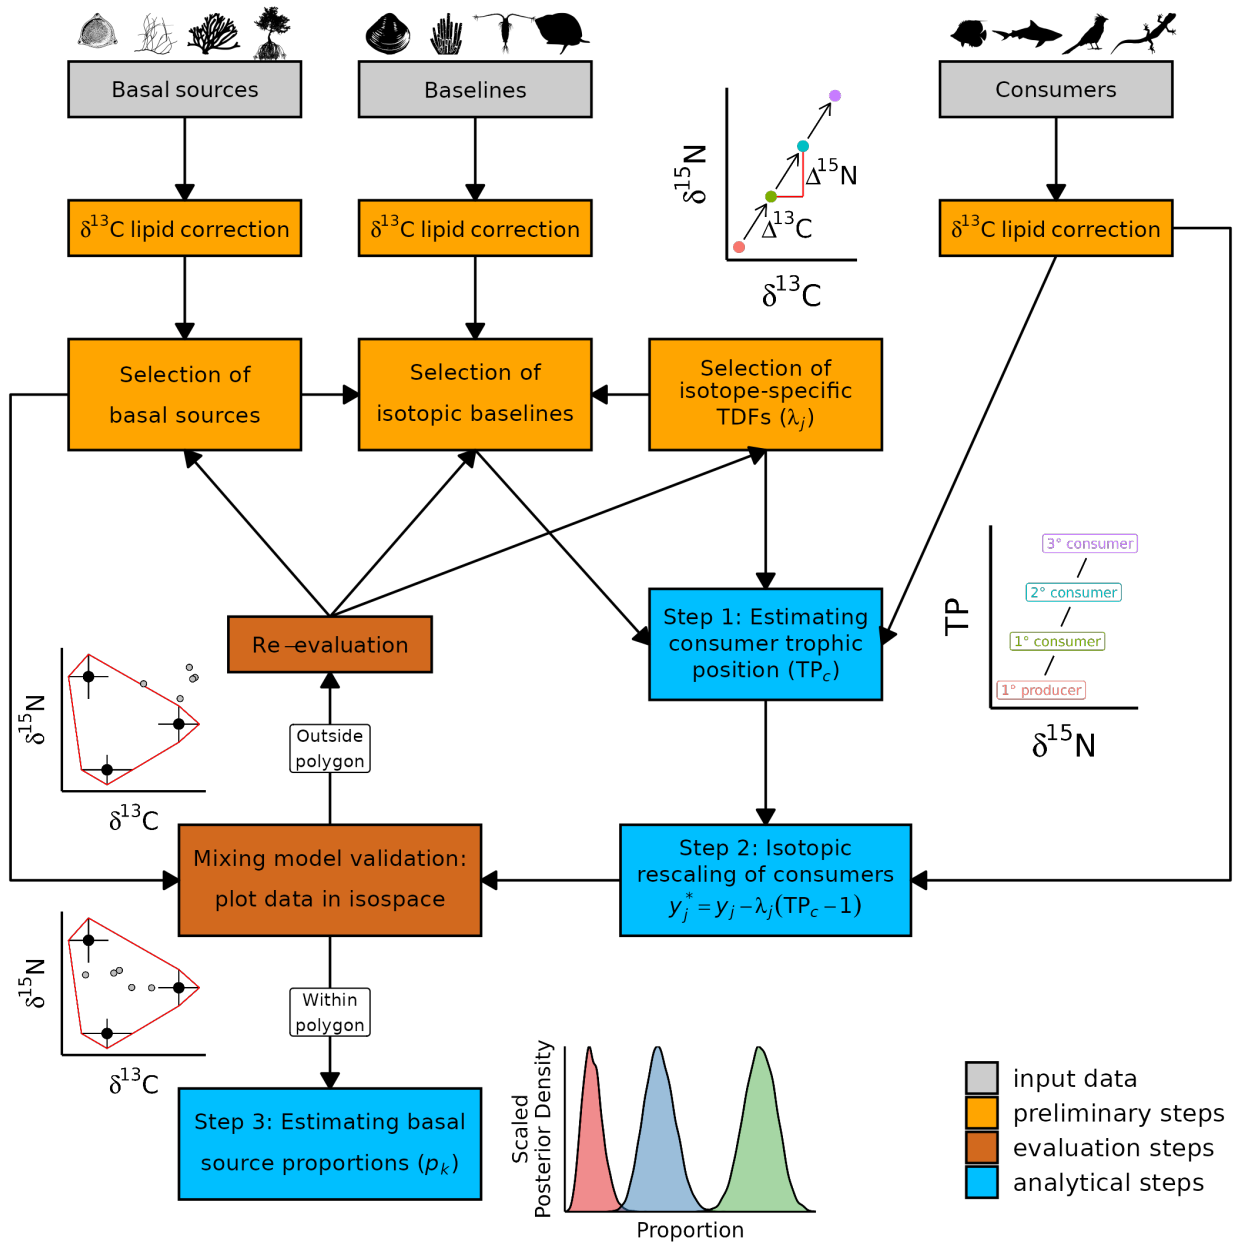 Basal sources
Baselines
Consumers
δ¹⁵N
Δ¹⁵N
Δ¹³C
δ¹³C
δ¹³C lipid correction
δ¹³C lipid correction
δ¹³C lipid correction
Selection of
basal sources
Selection of
isotopic baselines
Selection of
isotope-specific
TDFs (λⱼ)
TP
3° consumer
2° consumer
1° consumer
1° producer
δ¹⁵N
Step 1: Estimating
consumer trophic
position (TP_c)
Re–evaluation
δ¹⁵N
δ¹³C
Outside
polygon
Mixing model validation:
plot data in isospace
Step 2: Isotopic
rescaling of consumers
yⱼ* = yⱼ – λⱼ(TP_c – 1)
δ¹⁵N
δ¹³C
Within
polygon
Step 3: Estimating basal
source proportions (pₖ)
Scaled
Posterior Density
Proportion
input data
preliminary steps
evaluation steps
analytical steps